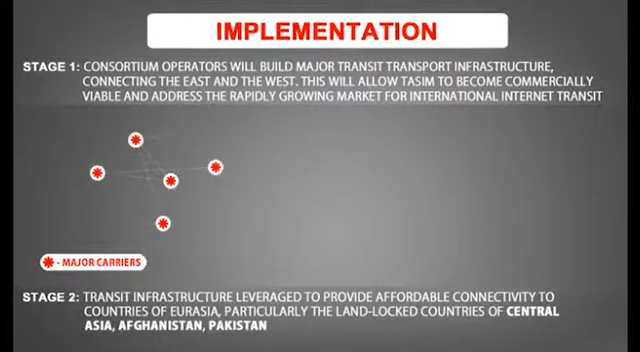 IMPLEMENTATION
STAGE 1: CONSORTIUM OPERATORS WILL BUILD MAJOR TRANSIT TRANSPORT INFRASTRUCTURE,
CONNECTING THE EAST AND THE WEST. THIS WILL ALLOW TASIM TO BECOME COMMERCIALLY
VIABLE AND ADDRESS THE RAPIDLY GROWING MARKET FOR INTERNATIONAL INTERNET TRANSIT
- MAJOR CARRIERS
STAGE 2: TRANSIT INFRASTRUCTURE LEVERAGED TO PROVIDE AFFORDABLE CONNECTIVITY TO
COUNTRIES OF EURASIA, PARTICULARLY THE LAND-LOCKED COUNTRIES OF CENTRAL
ASIA, AFGHANISTAN, PAKISTAN